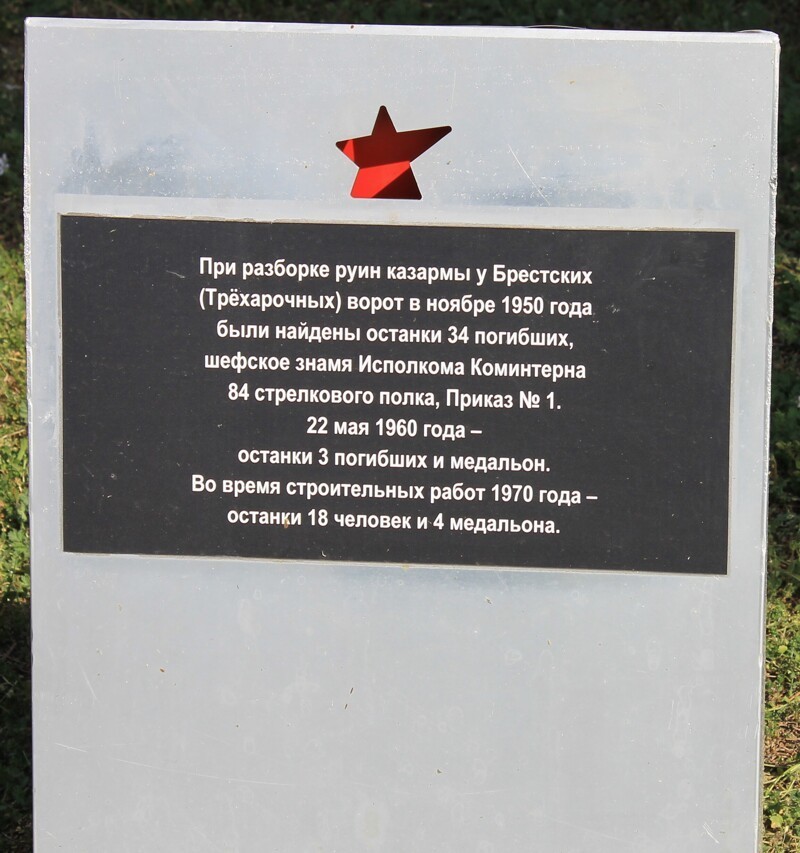 При разборке руин казармы у Брестских
(Трёхарочных) ворот в ноябре 1950 года
были найдены останки 34 погибших,
шефское знамя Исполкома Коминтерна
84 стрелкового полка, Приказ № 1.
22 мая 1960 года –
останки 3 погибших и медальон.
Во время строительных работ 1970 года –
останки 18 человек и 4 медальона.